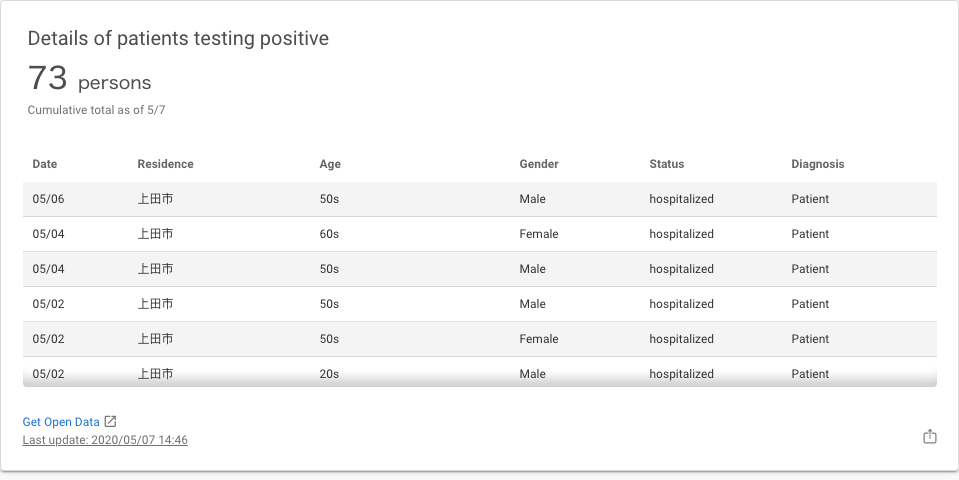 Details of patients testing positive
73 persons
Cumulative total as of 5/7
Date Residence Age Gender Status Diagnosis
05/06 上田市 50s Male hospitalized Patient
05/04 上田市 60s Female hospitalized Patient
05/04 上田市 50s Male hospitalized Patient
05/02 上田市 50s Male hospitalized Patient
05/02 上田市 50s Female hospitalized Patient
05/02 上田市 20s Male hospitalized Patient
Get Open Data
Last update: 2020/05/07 14:46